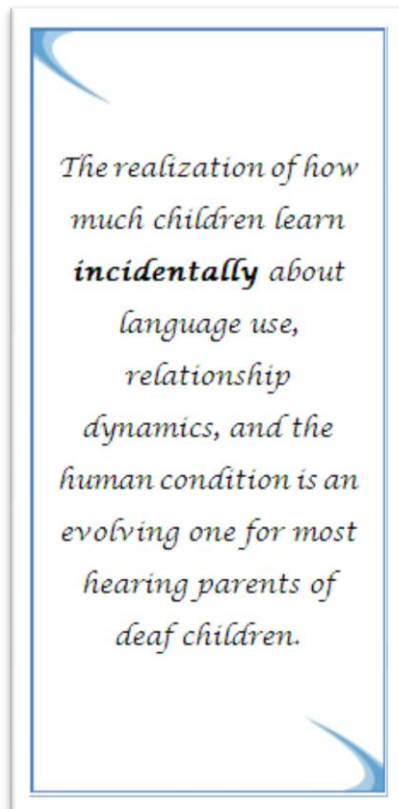 The realization of how
much children learn
incidentally about
language use,
relationship
dynamics, and the
human condition is an
evolving one for most
hearing parents of
deaf children.